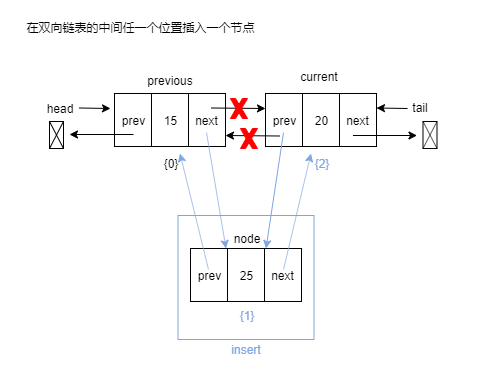 在双向链表的中间任一个位置插入一个节点
previous
current
head
prev
15
next
prev
20
next
tail
{0}
{2}
node
prev
25
next
{1}
insert